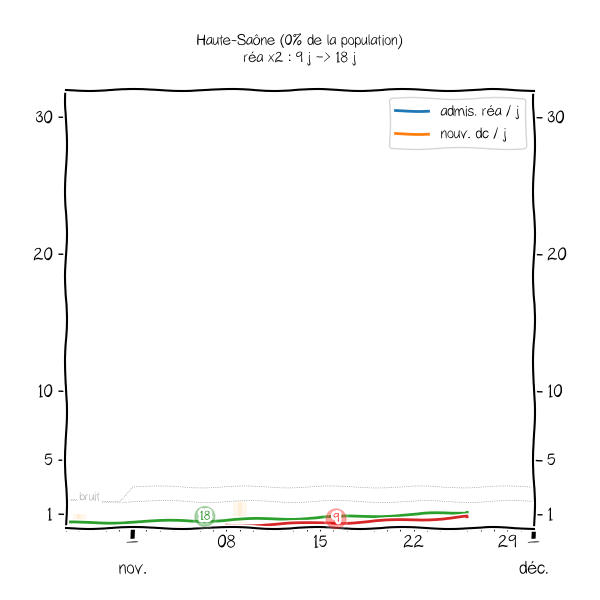 Haute-Saône (0% de la population)
réa x2 : 9 j -> 18 j
admis. réa / j
nouv. dc / j
30
30
20
20
10
10
5
5
bruit
1
1
18
9
08
15
22
29
nov.
déc.